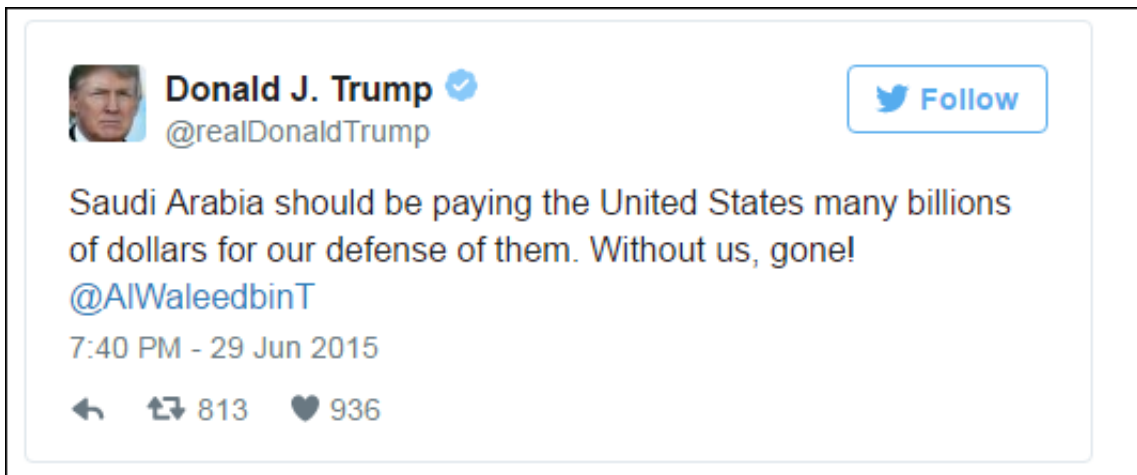 Donald J. Trump
@realDonaldTrump
Follow
Saudi Arabia should be paying the United States many billions
of dollars for our defense of them. Without us, gone!
@AlWaleedbinT
7:40 PM - 29 Jun 2015
813 936